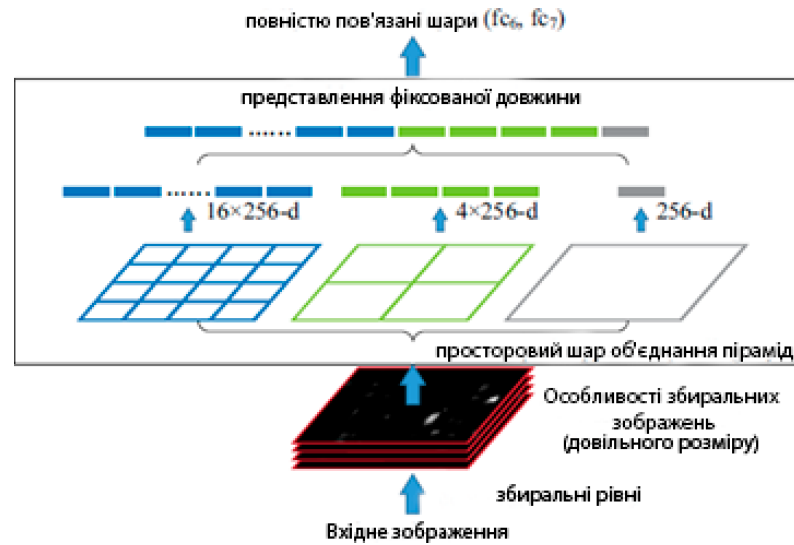 повністю пов'язані шари (fc₆, fc₇)
представлення фіксованої довжини
......
......
16×256-d
4×256-d
256-d
просторовий шар об'єднання пірамід
Особливості збиральних
зображень
(довільного розміру)
збиральні рівні
Вхідне зображення